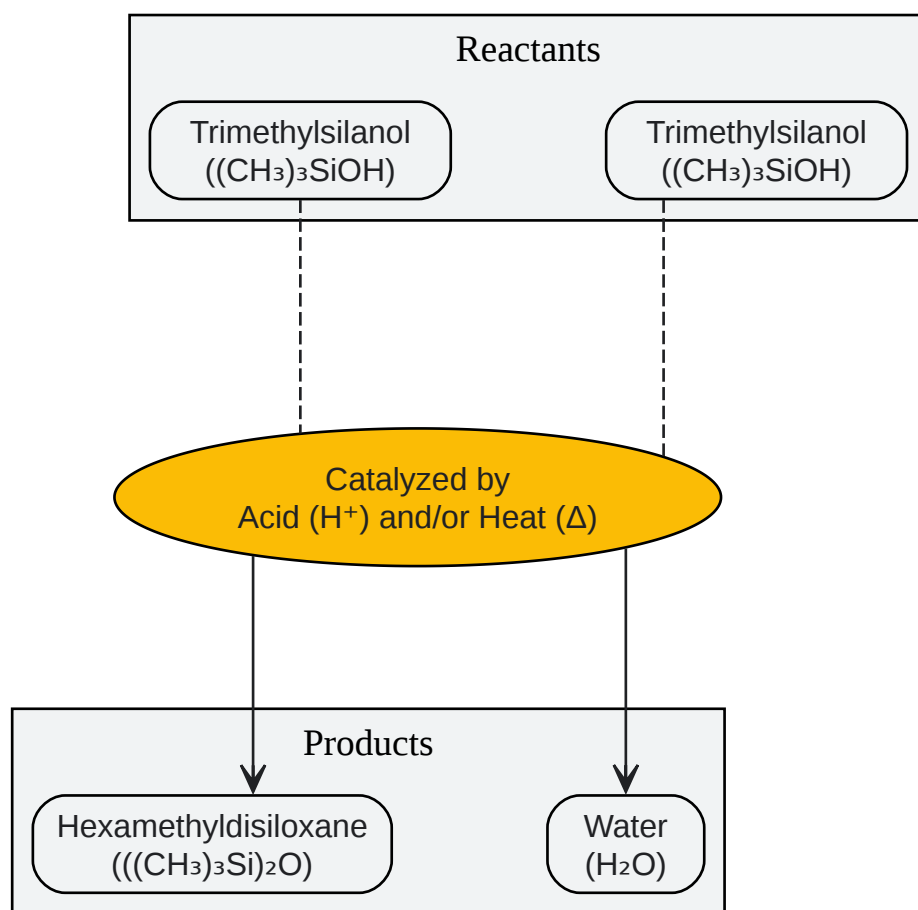 Reactants
Trimethylsilanol
((CH₃)₃SiOH)
Trimethylsilanol
((CH₃)₃SiOH)
Catalyzed by
Acid (H⁺) and/or Heat (Δ)
Products
Hexamethyldisiloxane
(((CH₃)₃Si)₂O)
Water
(H₂O)